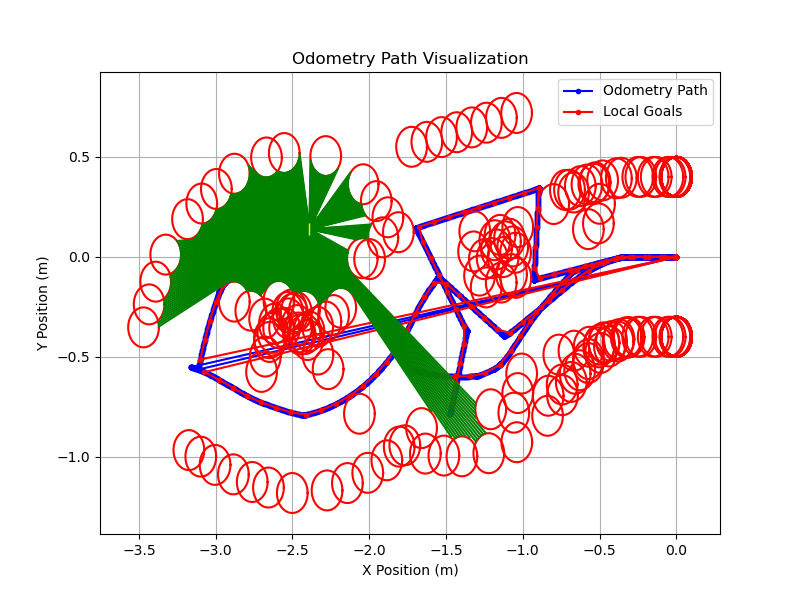 Odometry Path Visualization
Odometry Path
Local Goals
Y Position (m)
0.5
0.0
−0.5
−1.0
−3.5 −3.0 −2.5 −2.0 −1.5 −1.0 −0.5 0.0
X Position (m)